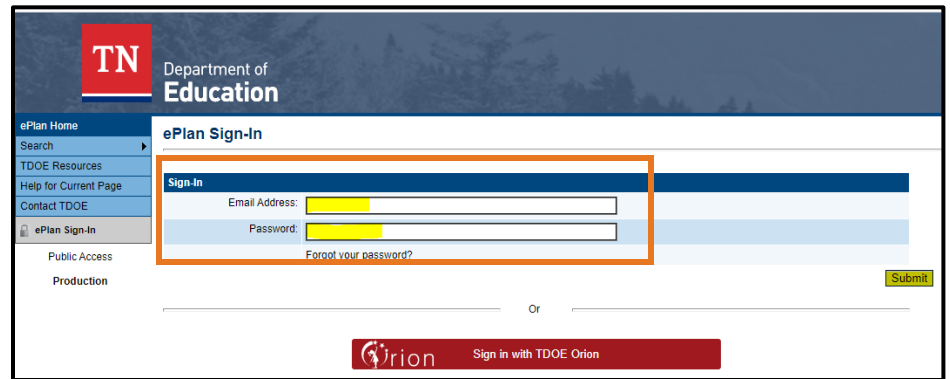 TN
Department of
Education
ePlan Home
Search
TDOE Resources
Help for Current Page
Contact TDOE
ePlan Sign-In
Public Access
Production
ePlan Sign-In
Sign-In
Email Address:
Password:
Forgot your password?
Submit
Or
Orion Sign in with TDOE Orion